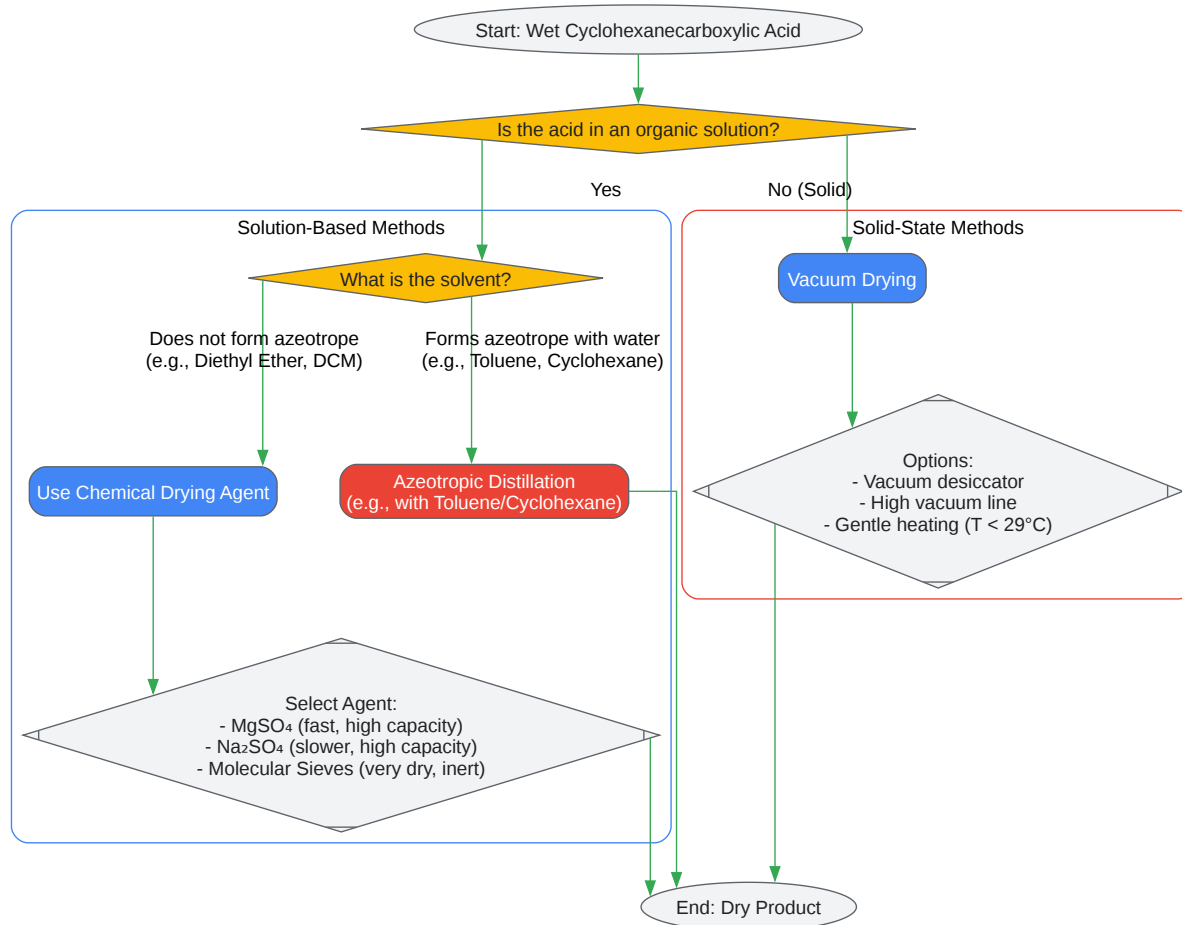 Start: Wet Cyclohexanecarboxylic Acid
Is the acid in an organic solution?
Yes
No (Solid)
Solution-Based Methods
Solid-State Methods
What is the solvent?
Vacuum Drying
Does not form azeotrope
(e.g., Diethyl Ether, DCM)
Forms azeotrope with water
(e.g., Toluene, Cyclohexane)
Use Chemical Drying Agent
Azeotropic Distillation
(e.g., with Toluene/Cyclohexane)
Options:
- Vacuum desiccator
- High vacuum line
- Gentle heating (T < 29°C)
Select Agent:
- MgSO₄ (fast, high capacity)
- Na₂SO₄ (slower, high capacity)
- Molecular Sieves (very dry, inert)
End: Dry Product